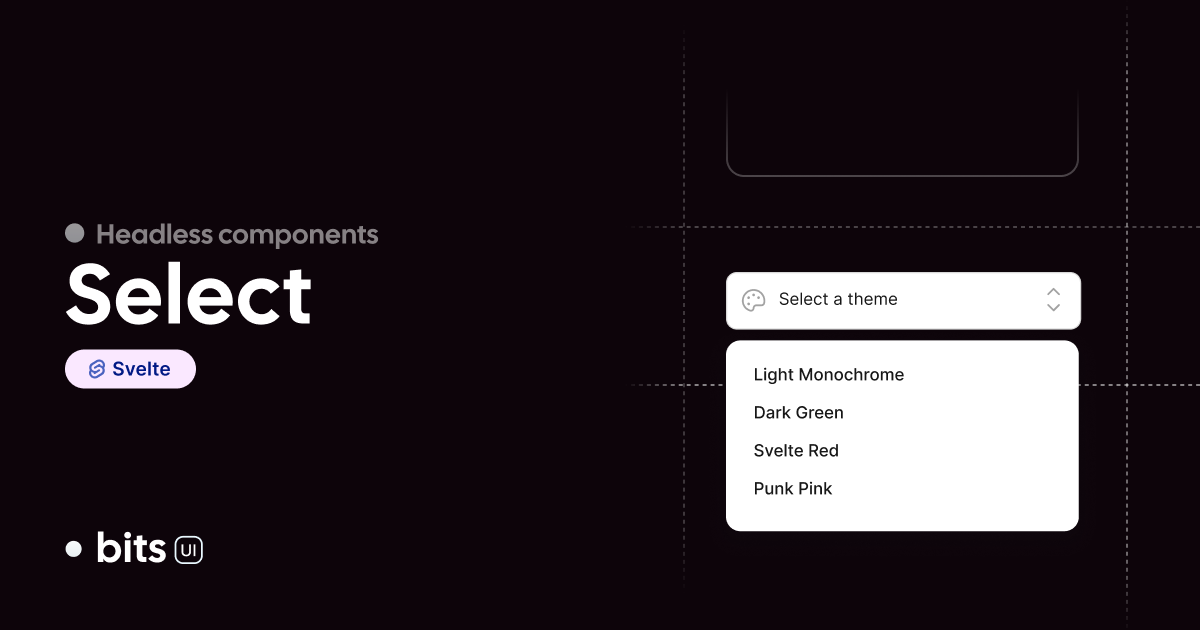 Headless components
Select
Svelte
bits UI
Select a theme
Light Monochrome
Dark Green
Svelte Red
Punk Pink